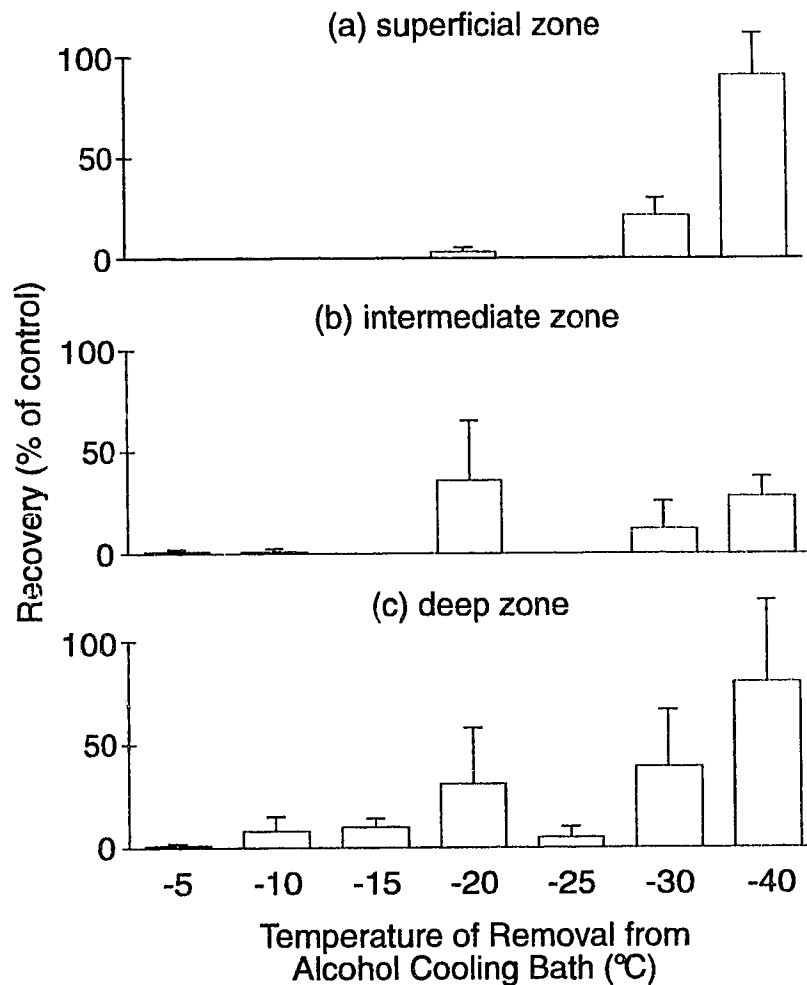 (a) superficial zone
100
50
0
(b) intermediate zone
100
50
0
(c) deep zone
100
50
0
-5 -10 -15 -20 -25 -30 -40
Recovery (% of control)
Temperature of Removal from
Alcohol Cooling Bath (ºC)